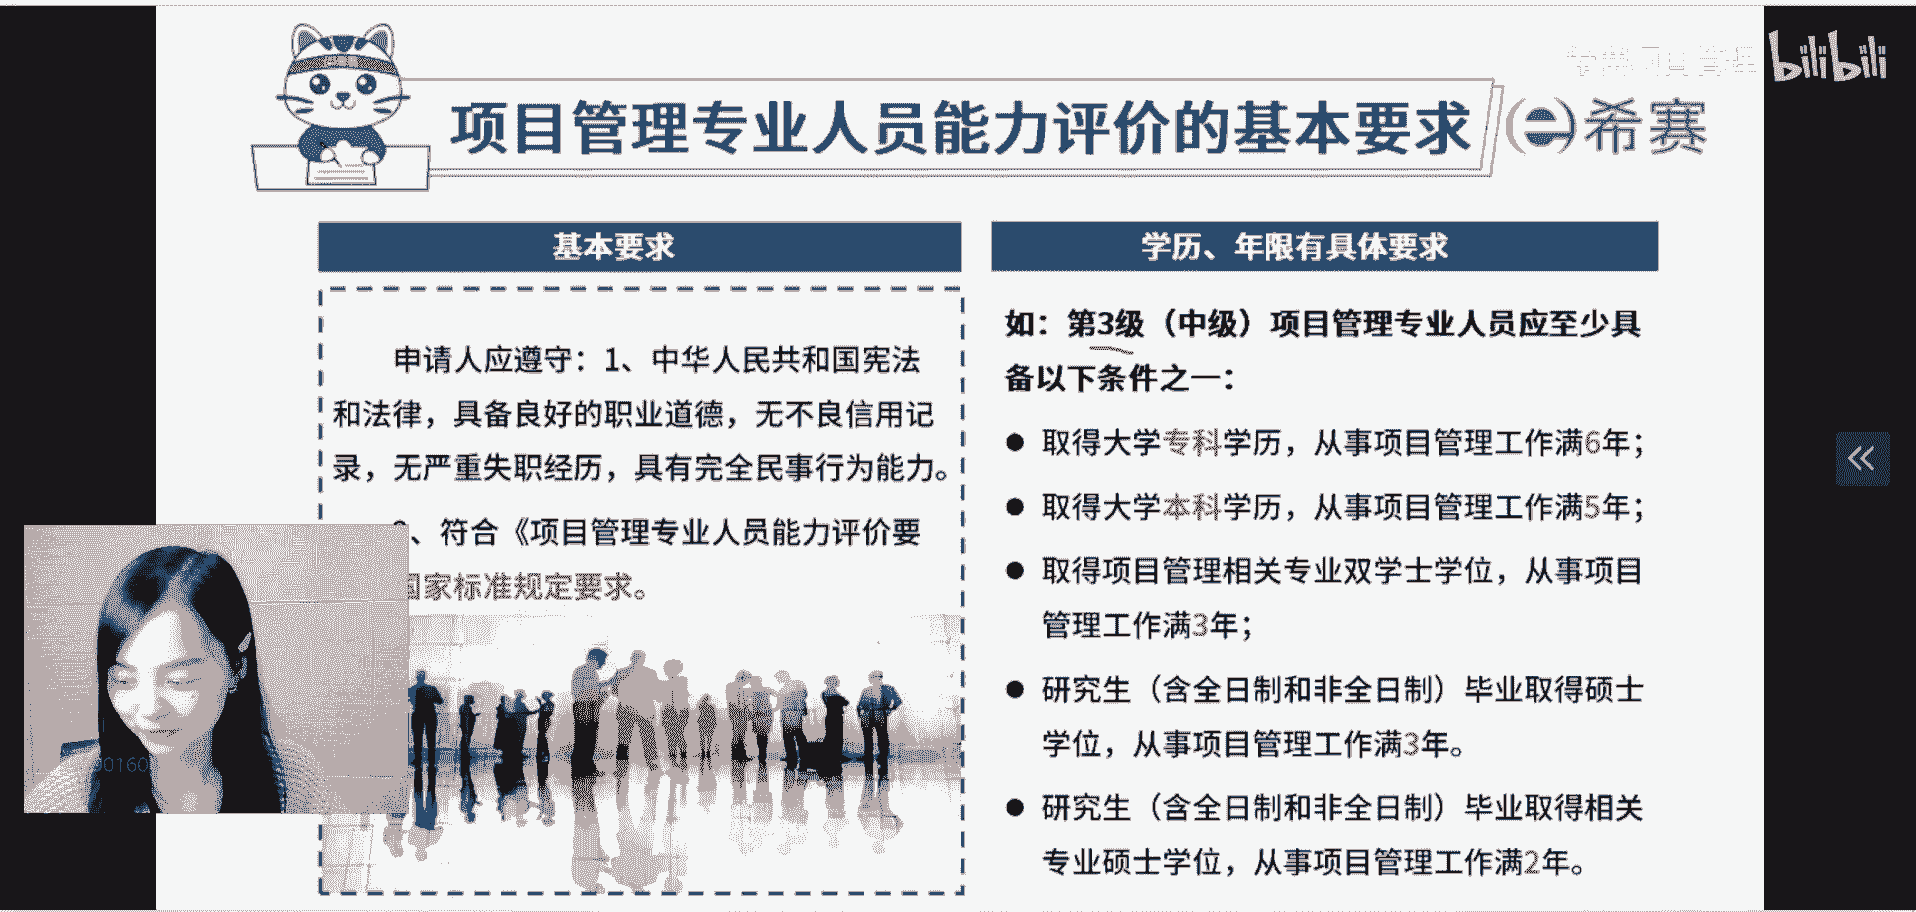 bilibili
项目管理专业人员能力评价的基本要求
希赛
基本要求
申请人应遵守：1、中华人民共和国宪法
和法律，具备良好的职业道德，无不良信用记
录，无严重失职经历，具有完全民事行为能力。
、符合《项目管理专业人员能力评价要
国家标准规定要求。
学历、年限有具体要求
如：第3级（中级）项目管理专业人员应至少具
备以下条件之一：
● 取得大学专科学历，从事项目管理工作满6年；
● 取得大学本科学历，从事项目管理工作满5年；
● 取得项目管理相关专业双学士学位，从事项目
管理工作满3年；
● 研究生（含全日制和非全日制）毕业取得硕士
学位，从事项目管理工作满3年。
● 研究生（含全日制和非全日制）毕业取得相关
专业硕士学位，从事项目管理工作满2年。